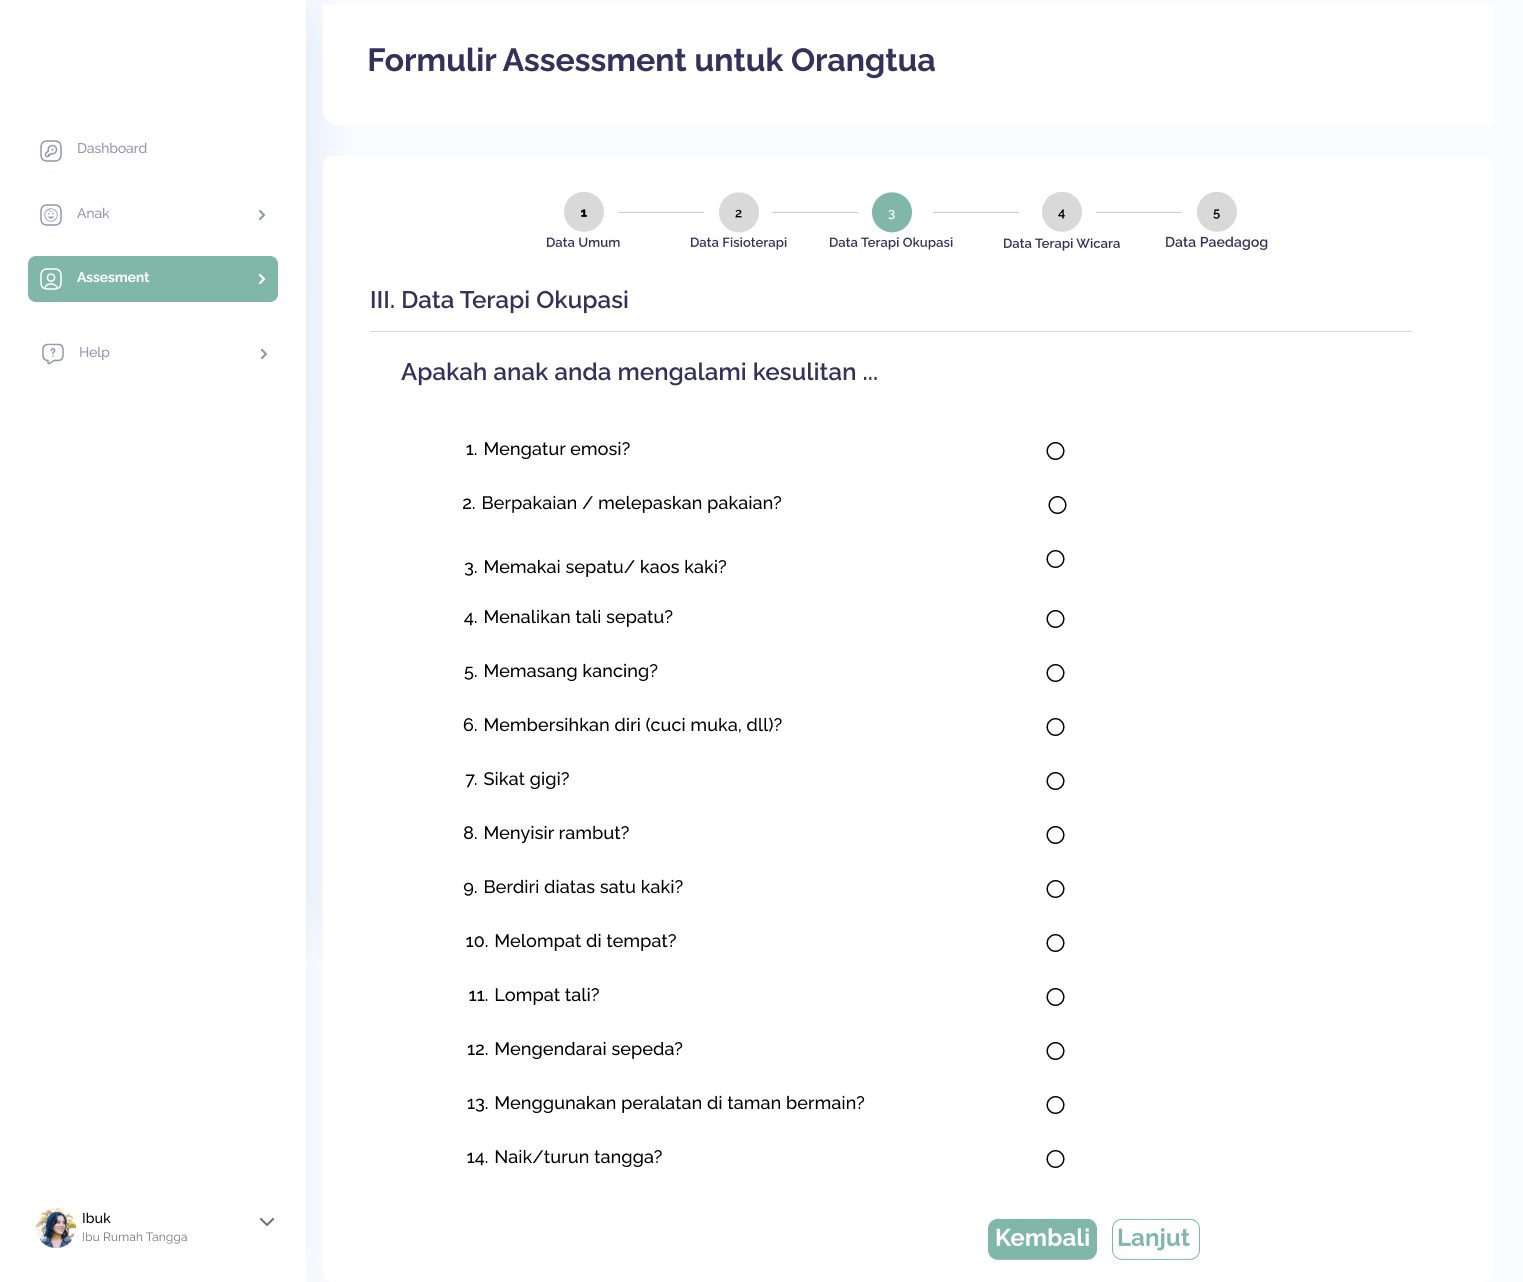 Formulir Assessment untuk Orangtua
Dashboard
Anak
Assesment
Help
1
2
3
4
5
Data Umum
Data Fisioterapi
Data Terapi Okupasi
Data Terapi Wicara
Data Paedagog
III. Data Terapi Okupasi
Apakah anak anda mengalami kesulitan ...
1. Mengatur emosi?
2. Berpakaian / melepaskan pakaian?
3. Memakai sepatu/ kaos kaki?
4. Menalikan tali sepatu?
5. Memasang kancing?
6. Membersihkan diri (cuci muka, dll)?
7. Sikat gigi?
8. Menyisir rambut?
9. Berdiri diatas satu kaki?
10. Melompat di tempat?
11. Lompat tali?
12. Mengendarai sepeda?
13. Menggunakan peralatan di taman bermain?
14. Naik/turun tangga?
Ibuk
Ibu Rumah Tangga
Kembali
Lanjut